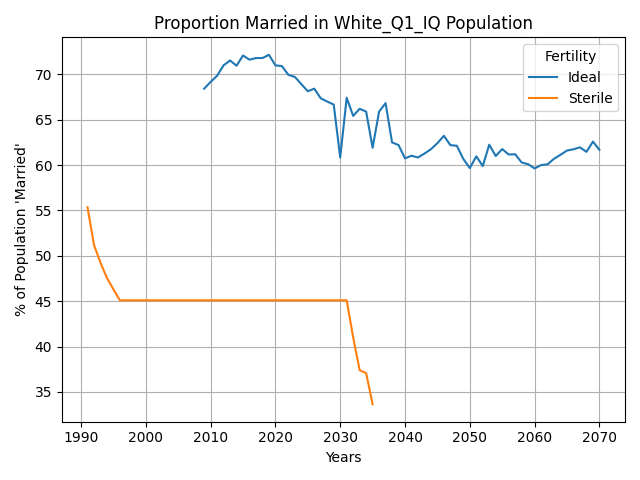 Proportion Married in White_Q1_IQ Population
Fertility
Ideal
Sterile
% of Population 'Married'
70
65
60
55
50
45
40
35
1990
2000
2010
2020
2030
2040
2050
2060
2070
Years